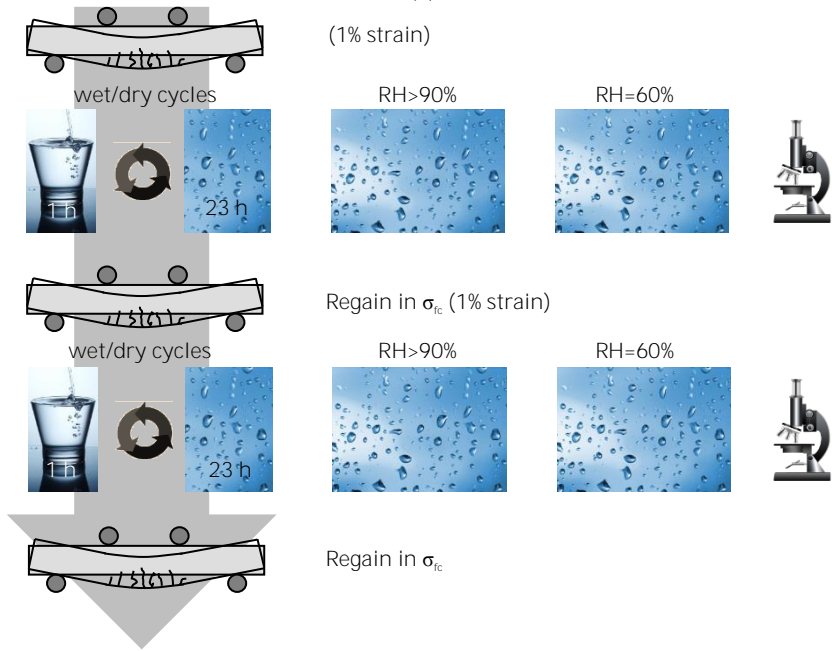 (1% strain)
wet/dry cycles RH>90% RH=60%
1 h 23 h
Regain in σfc (1% strain)
wet/dry cycles RH>90% RH=60%
1 h 23 h
Regain in σfc